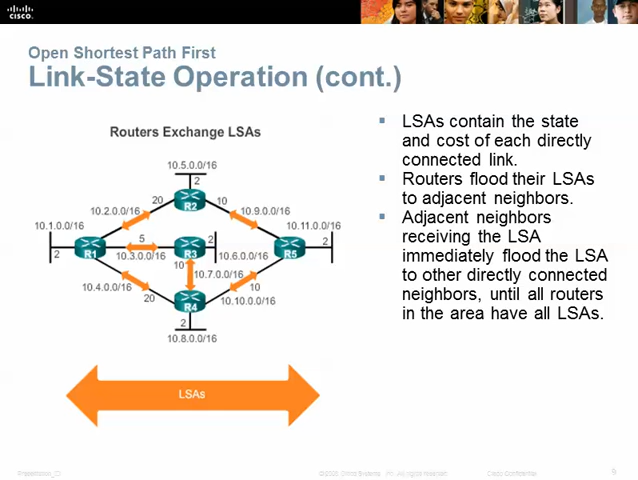 CISCO.
Open Shortest Path First
Link-State Operation (cont.)
Routers Exchange LSAs
10.5.0.0/16
2
20
10
R2
10.2.0.0/16
10.9.0.0/16
10.1.0.0/16
10.11.0.0/16
5
2
2
R1
R3
R5
2
10.3.0.0/16
10.6.0.0/16
10
10.7.0.0/16
10.4.0.0/16
10
20
R4
10.10.0.0/16
2
10.8.0.0/16
LSAs
▪ LSAs contain the state
and cost of each directly
connected link.
▪ Routers flood their LSAs
to adjacent neighbors.
▪ Adjacent neighbors
receiving the LSA
immediately flood the LSA
to other directly connected
neighbors, until all routers
in the area have all LSAs.
Cisco Confidential
6